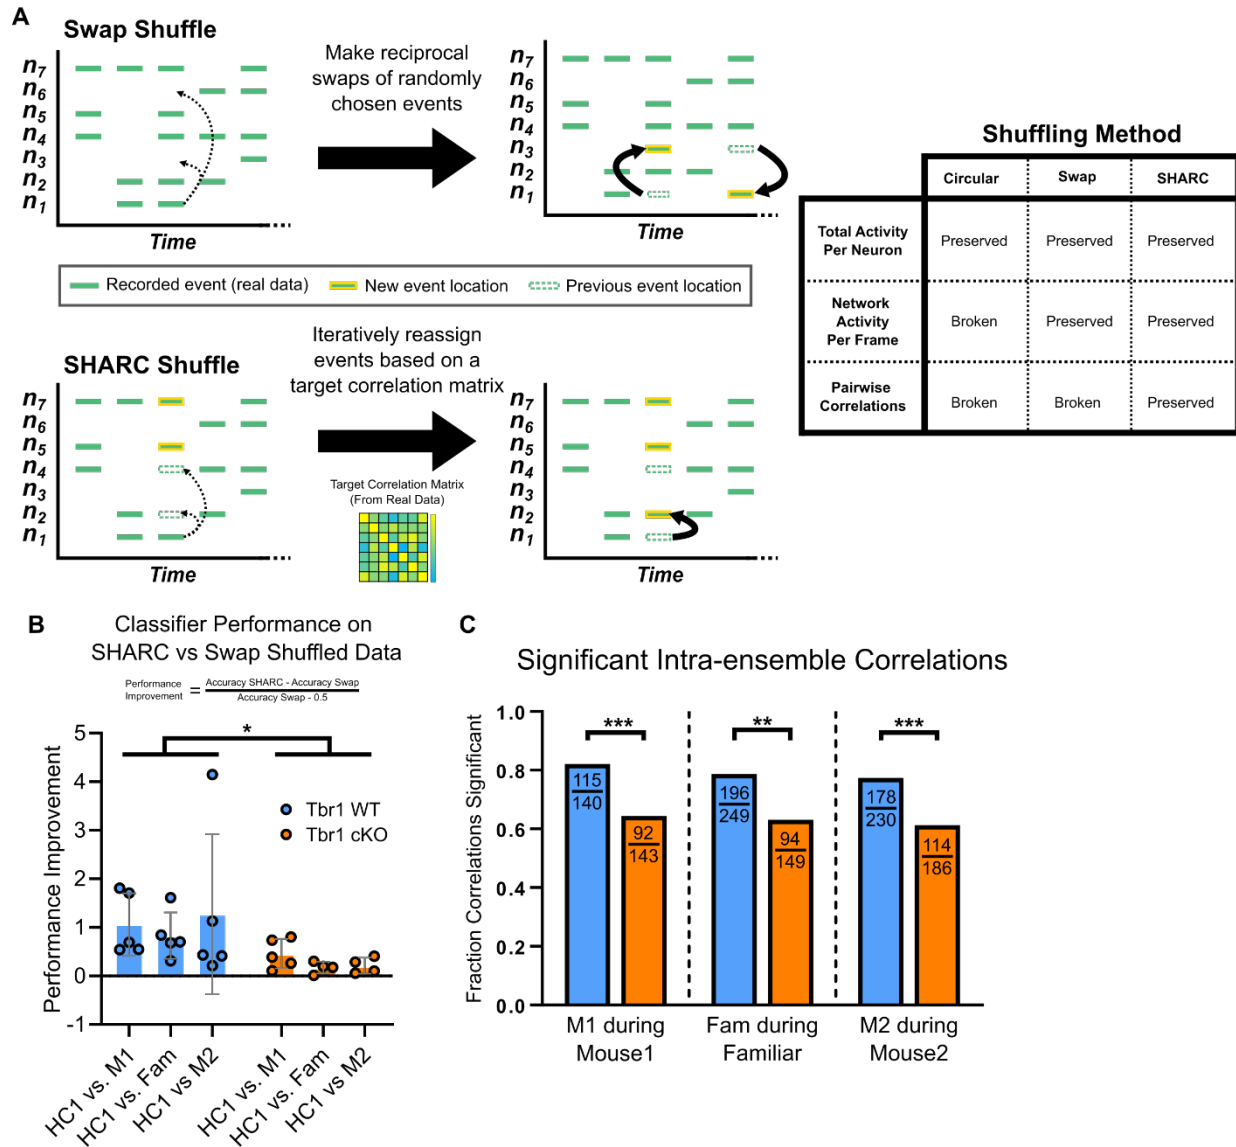 A
Swap Shuffle
n7
n6
n5
n4
n3
n2
n1
Time
Make reciprocal
swaps of randomly
chosen events
n7
n6
n5
n4
n3
n2
n1
Time
Recorded event (real data)
New event location
Previous event location
SHARC Shuffle
n7
n6
n5
n4
n3
n2
n1
Time
Iteratively reassign
events based on a
target correlation matrix
Target Correlation Matrix
(From Real Data)
n7
n6
n5
n4
n3
n2
n1
Time
Shuffling Method
Circular Swap SHARC
Total Activity
Per Neuron
Preserved Preserved Preserved
Network
Activity
Per Frame
Broken Preserved Preserved
Pairwise
Correlations
Broken Broken Preserved
B
Classifier Performance on
SHARC vs Swap Shuffled Data
Performance
Improvement
=
Accuracy SHARC - Accuracy Swap
Accuracy Swap - 0.5
Performance Improvement
5
4
3
2
1
0
-1
*
Tbr1 WT
Tbr1 cKO
HC1 vs. M1
HC1 vs. Fam
HC1 vs M2
HC1 vs. M1
HC1 vs. Fam
HC1 vs M2
C
Significant Intra-ensemble Correlations
Fraction Correlations Significant
1.0
0.8
0.6
0.4
0.2
0.0
***
**
***
115
140
92
143
196
249
94
149
178
230
114
186
M1 during
Mouse1
Fam during
Familiar
M2 during
Mouse2